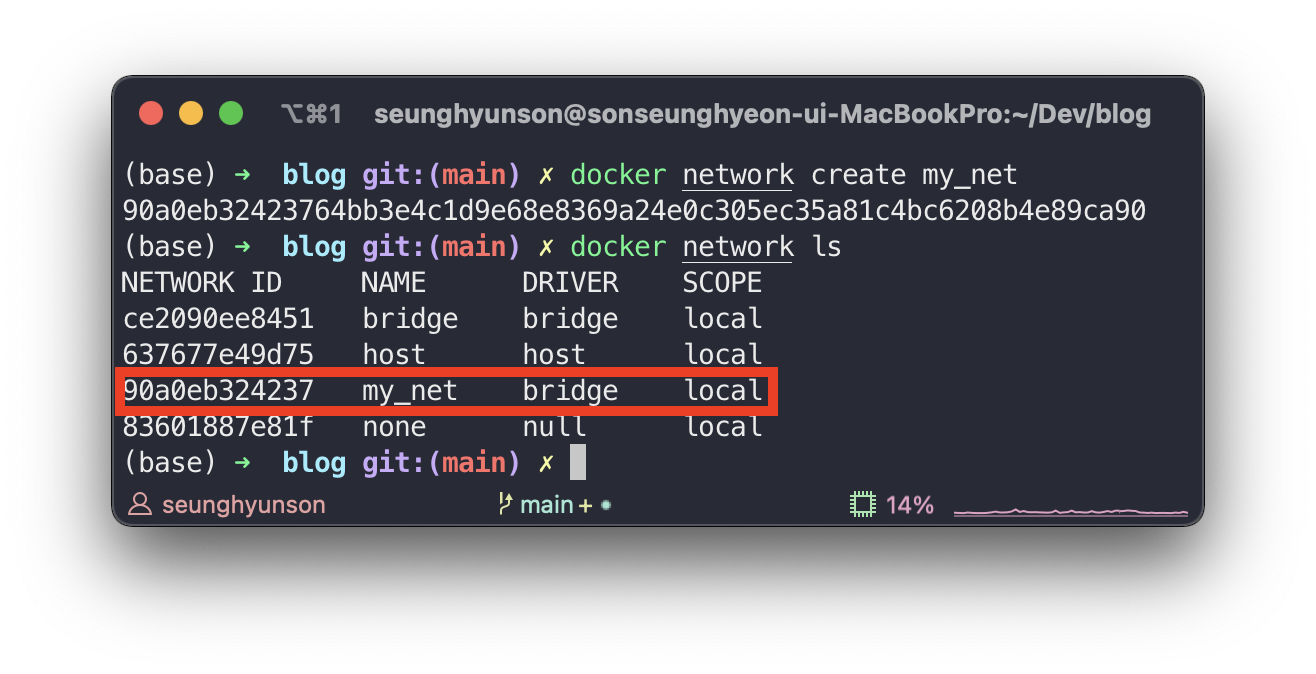 ⌥⌘1 seunghyunson@sonseunghyeon-ui-MacBookPro:~/Dev/blog
(base) ➜ blog git:(main) ✗ docker network create my_net
90a0eb32423764bb3e4c1d9e68e8369a24e0c305ec35a81c4bc6208b4e89ca90
(base) ➜ blog git:(main) ✗ docker network ls
NETWORK ID NAME DRIVER SCOPE
ce2090ee8451 bridge bridge local
637677e49d75 host host local
90a0eb324237 my_net bridge local
83601887e81f none null local
(base) ➜ blog git:(main) ✗
seunghyunson main + ● 14%